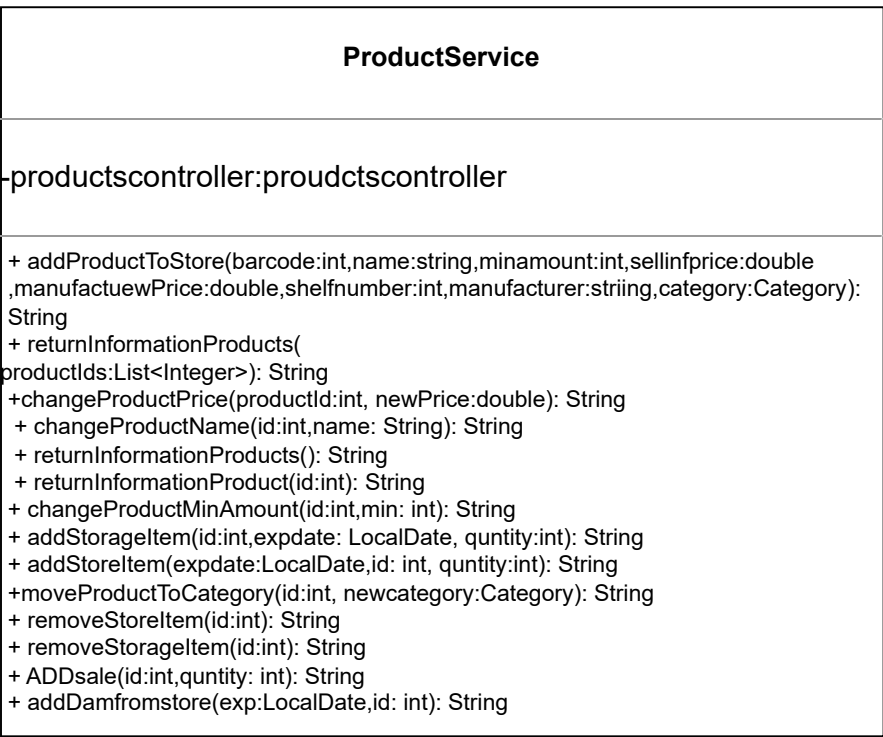 ProductService
-productscontroller:proudctscontroller
+ addProductToStore(barcode:int,name:string,minamount:int,sellinfprice:double
,manufactuewPrice:double,shelfnumber:int,manufacturer:striing,category:Category):
String
+ returnInformationProducts(
productIds:List<Integer>): String
+changeProductPrice(productId:int, newPrice:double): String
+ changeProductName(id:int,name: String): String
+ returnInformationProducts(): String
+ returnInformationProduct(id:int): String
+ changeProductMinAmount(id:int,min: int): String
+ addStorageItem(id:int,expdate: LocalDate, quntity:int): String
+ addStoreItem(expdate:LocalDate,id: int, quntity:int): String
+moveProductToCategory(id:int, newcategory:Category): String
+ removeStoreItem(id:int): String
+ removeStorageItem(id:int): String
+ ADDsale(id:int,quntity: int): String
+ addDamfromstore(exp:LocalDate,id: int): String